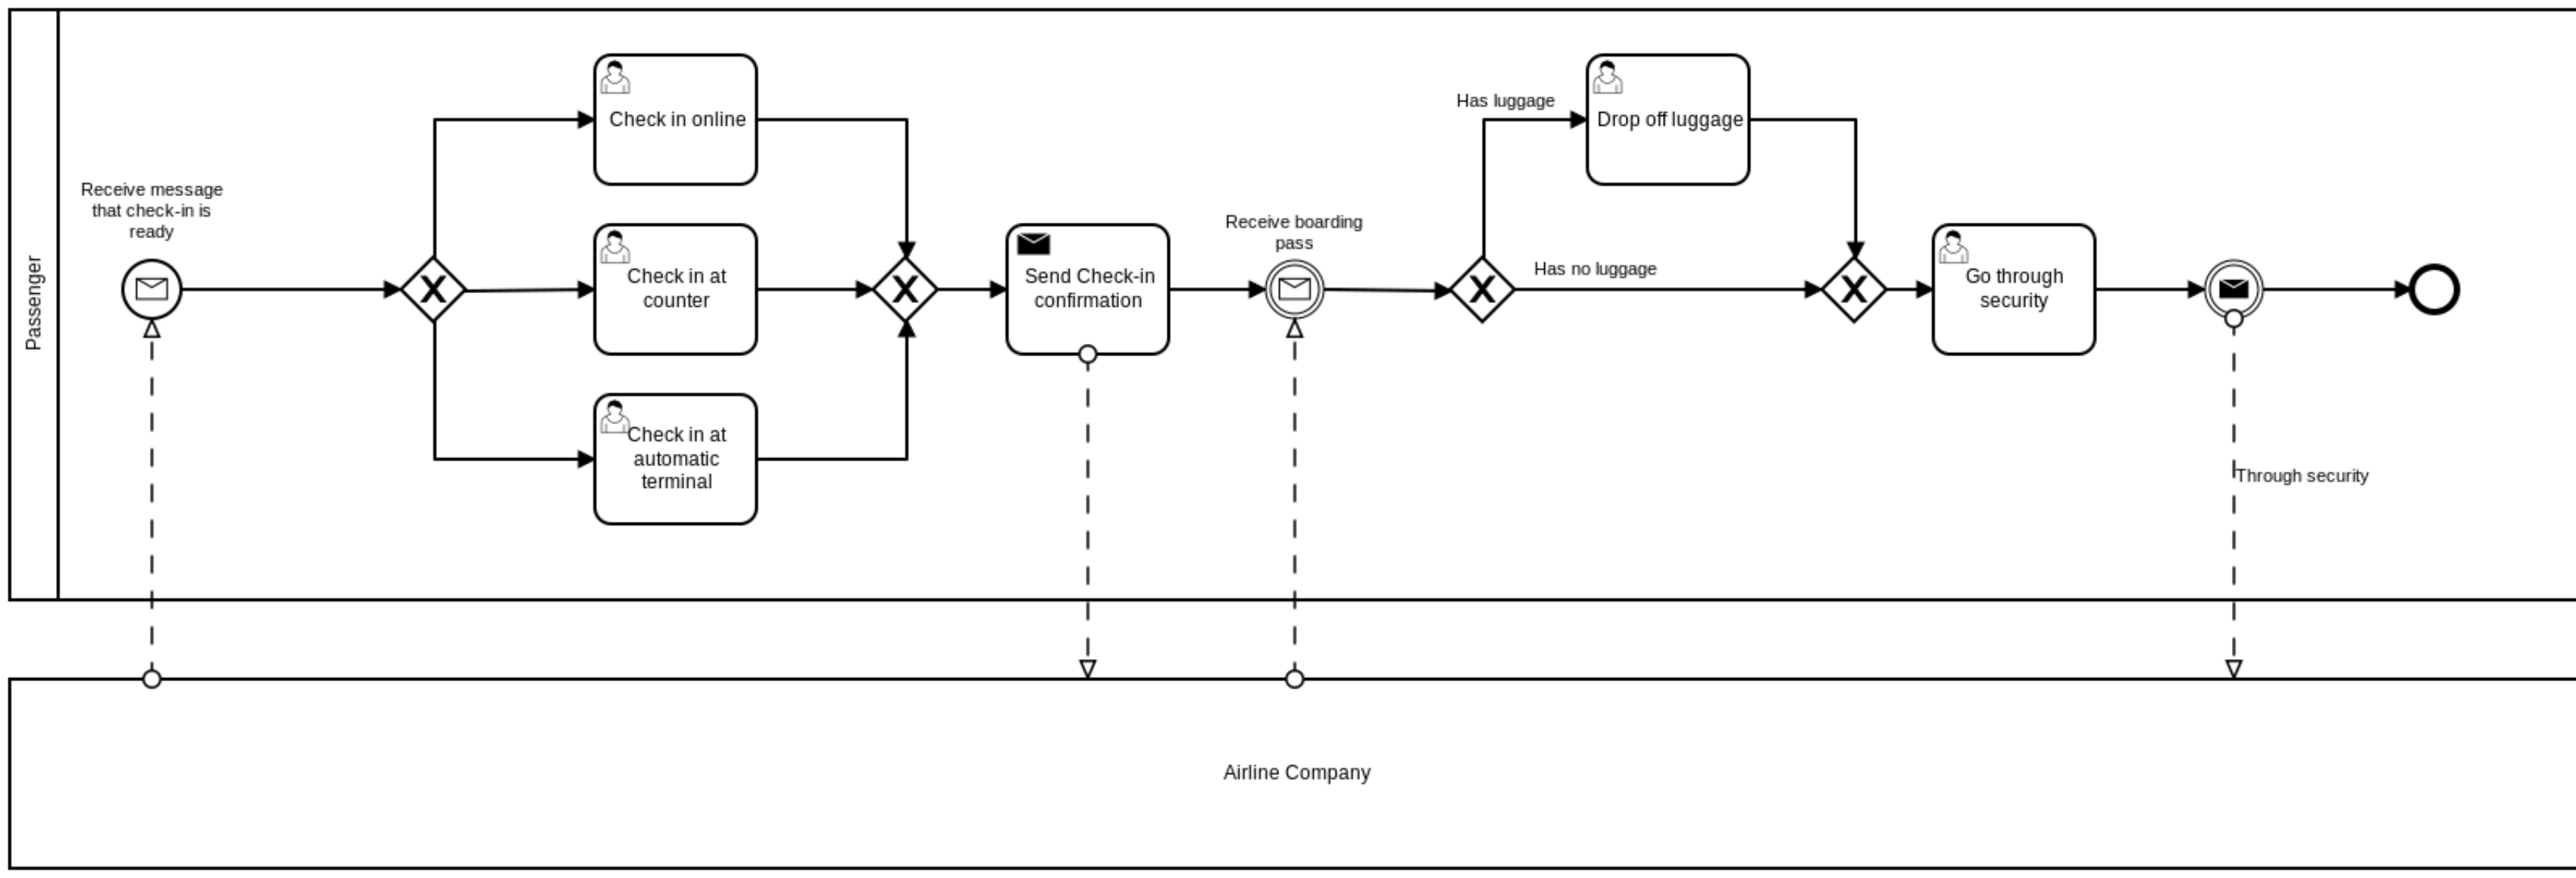 Passenger
Receive message
that check-in is
ready
Check in online
Check in at
counter
Check in at
automatic
terminal
Send Check-in
confirmation
Receive boarding
pass
Has luggage
Drop off luggage
Has no luggage
Go through
security
Through security
Airline Company